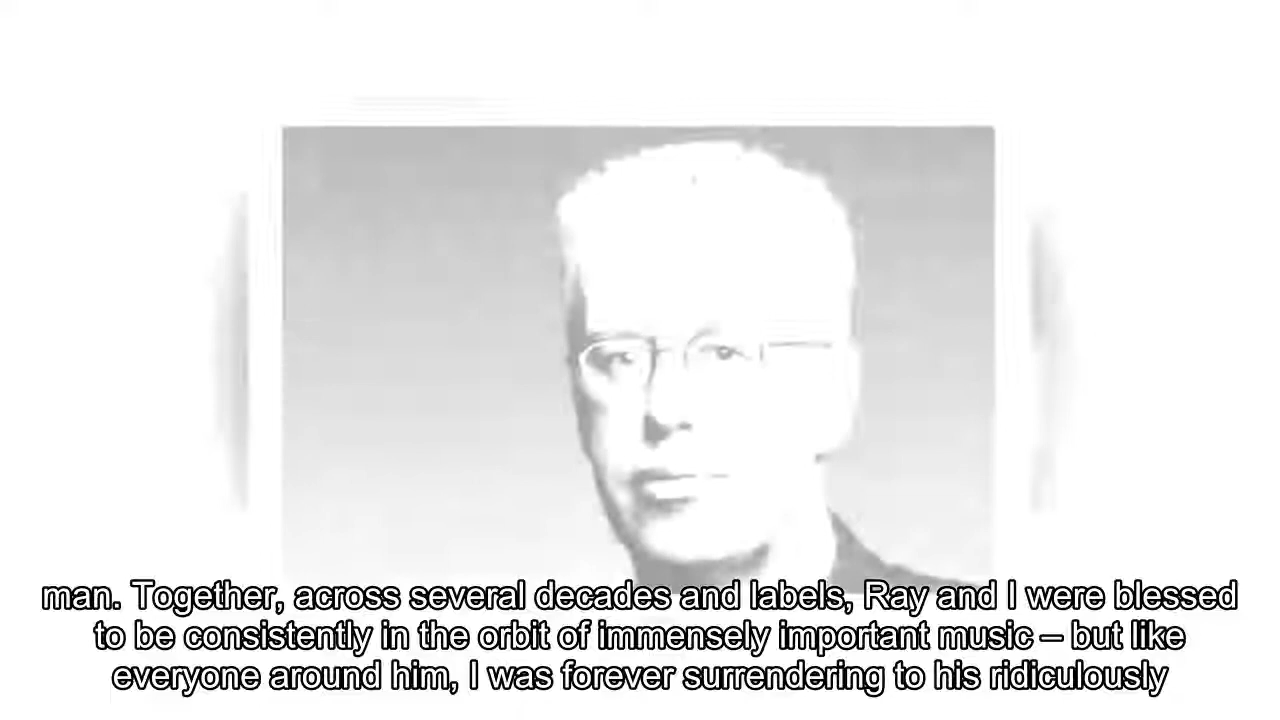 man. Together, across several decades and labels, Ray and I were blessed
to be consistently in the orbit of immensely important music – but like
everyone around him, I was forever surrendering to his ridiculously